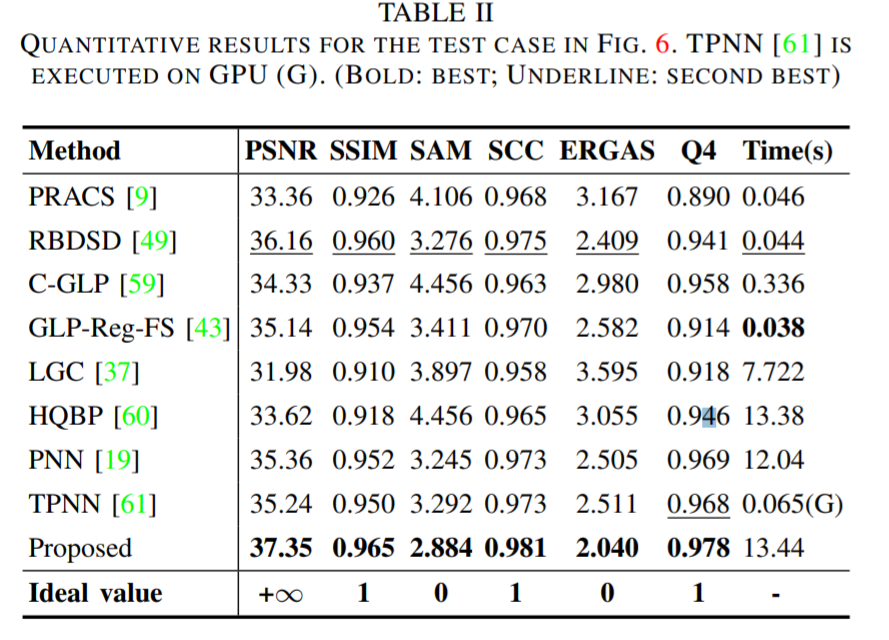 TABLE II
QUANTITATIVE RESULTS FOR THE TEST CASE IN FIG. 6. TPNN [61] IS
EXECUTED ON GPU (G). (BOLD: BEST; UNDERLINE: SECOND BEST)
Method PSNR SSIM SAM SCC ERGAS Q4 Time(s)
PRACS [9] 33.36 0.926 4.106 0.968 3.167 0.890 0.046
RBDSD [49] 36.16 0.960 3.276 0.975 2.409 0.941 0.044
C-GLP [59] 34.33 0.937 4.456 0.963 2.980 0.958 0.336
GLP-Reg-FS [43] 35.14 0.954 3.411 0.970 2.582 0.914 0.038
LGC [37] 31.98 0.910 3.897 0.958 3.595 0.918 7.722
HQBP [60] 33.62 0.918 4.456 0.965 3.055 0.946 13.38
PNN [19] 35.36 0.952 3.245 0.973 2.505 0.969 12.04
TPNN [61] 35.24 0.950 3.292 0.973 2.511 0.968 0.065(G)
Proposed 37.35 0.965 2.884 0.981 2.040 0.978 13.44
Ideal value +∞ 1 0 1 0 1 -